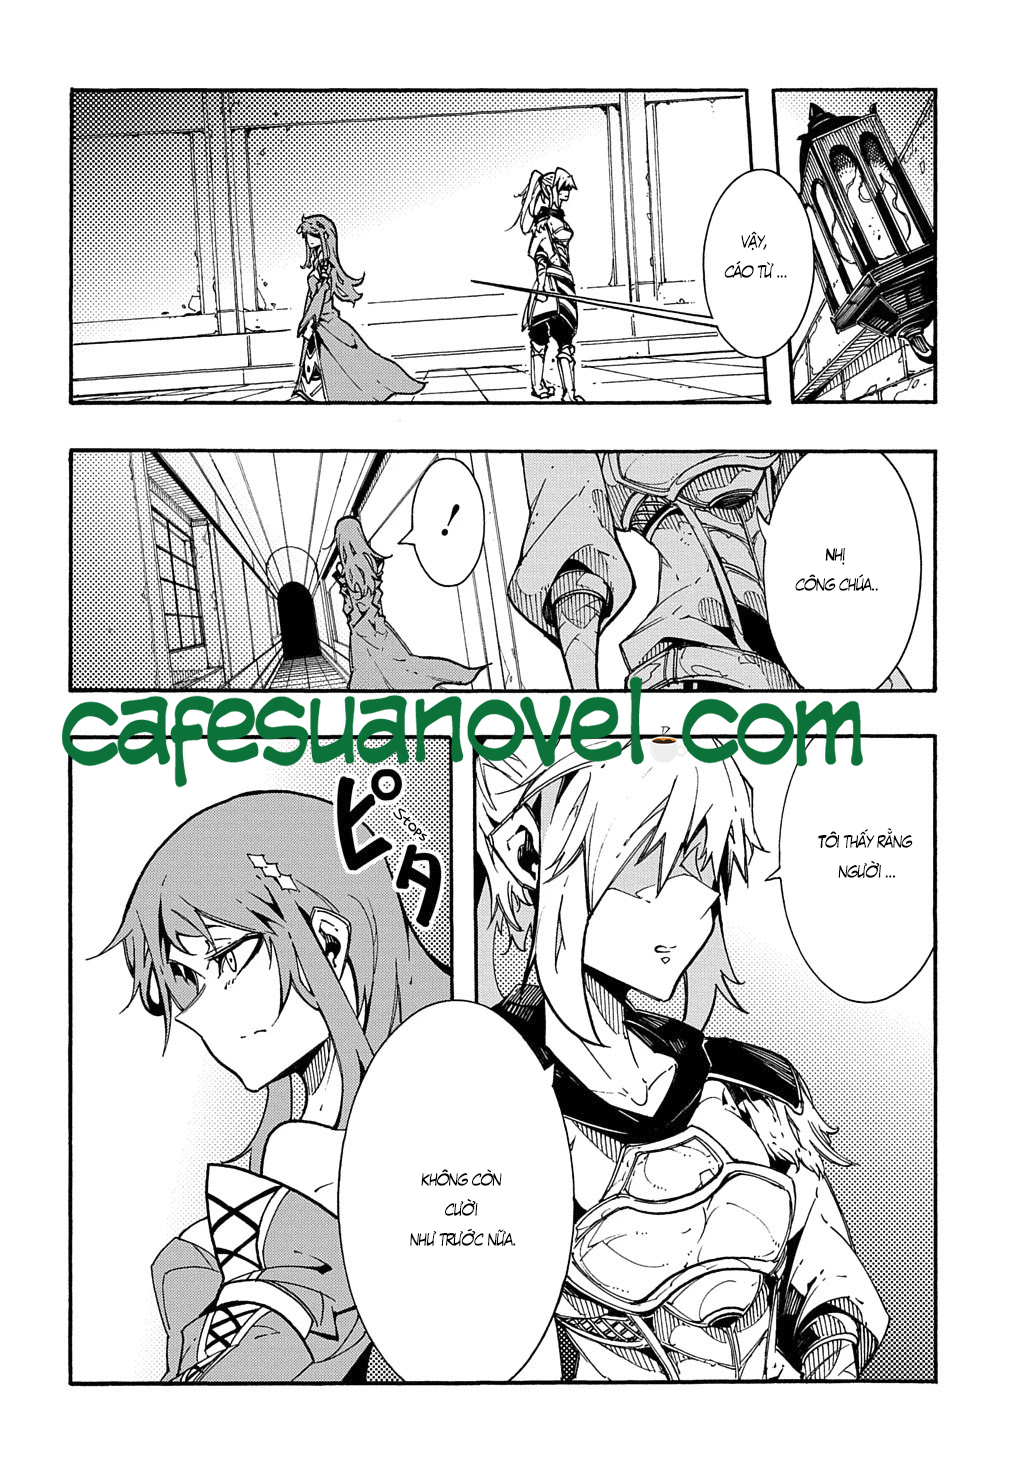 VẬY,
CÁO TỪ ...
!
NHỊ
CÔNG CHÚA..
cafesuanovel.com
TÔI THẤY RẰNG
NGƯỜI ...
ピタ
Stops
KHÔNG CÒN
CƯỜI
NHƯ TRƯỚC NỮA.